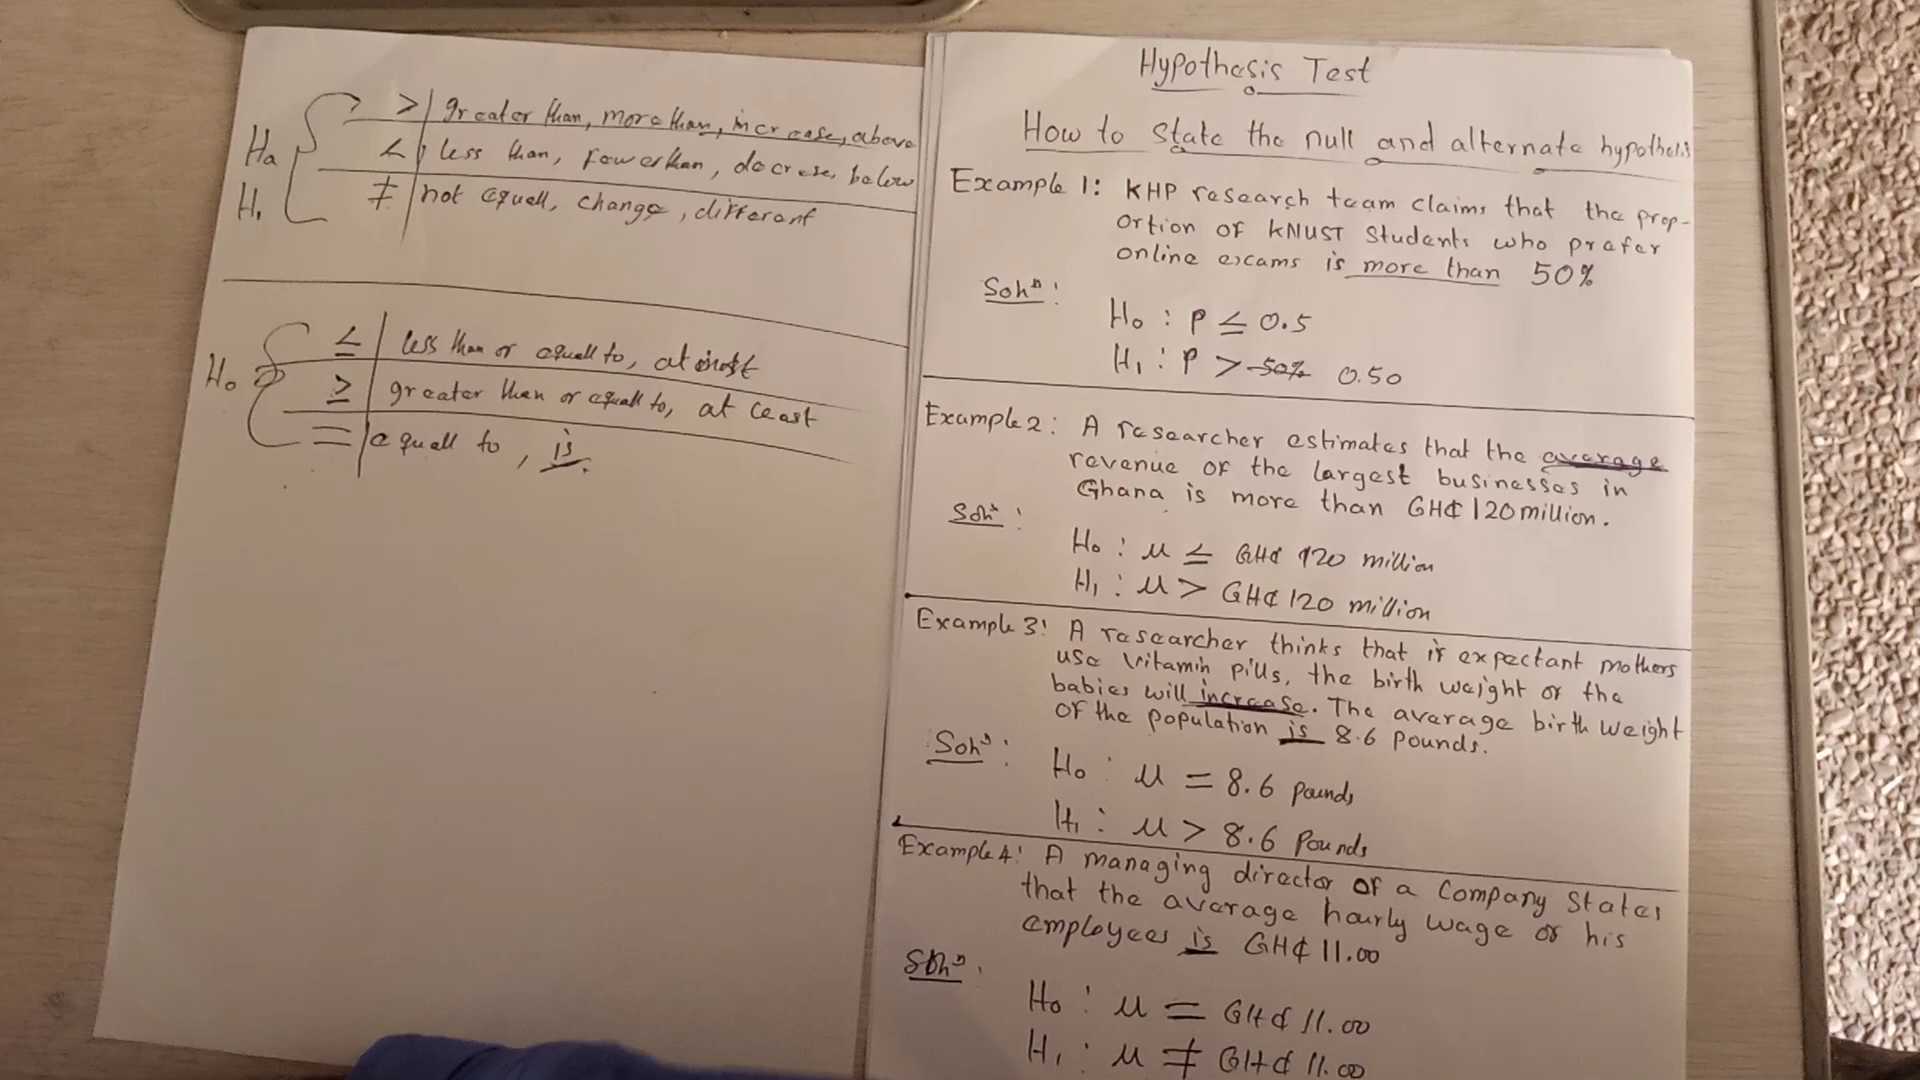 Ha
H₁
> | greater than, more than, increase, above
< | less than, fewer than, decrese, below
≠ | not equall, change, different
H₀
≤ | less than or equall to, at most
≥ | greater than or equall to, at least
= | equall to, is.
Hypothesis Test
How to state the null and alternate hypothesis
Example 1: KHP research team claims that the prop-
ortion of KNUST Students who prefer
online exams is more than 50%
Solⁿ:
H₀ : P ≤ 0.5
H₁ : P > 50% 0.50
Example 2: A researcher estimates that the average
revenue of the largest businesses in
Ghana is more than GH₵ 120 million.
Solⁿ:
H₀ : μ ≤ GH₵ 120 million
H₁ : μ > GH₵ 120 million
Example 3: A researcher thinks that if expectant mothers
use vitamin pills, the birth weight of the
babies will increase. The average birth weight
of the population is 8.6 pounds.
Solⁿ:
H₀ : μ = 8.6 pounds
H₁ : μ > 8.6 Pounds
Example 4: A managing director of a Company States
that the average hourly wage of his
employees is GH₵ 11.00
Solⁿ:
H₀ : μ = GH₵ 11.00
H₁ : μ ≠ GH₵ 11.00